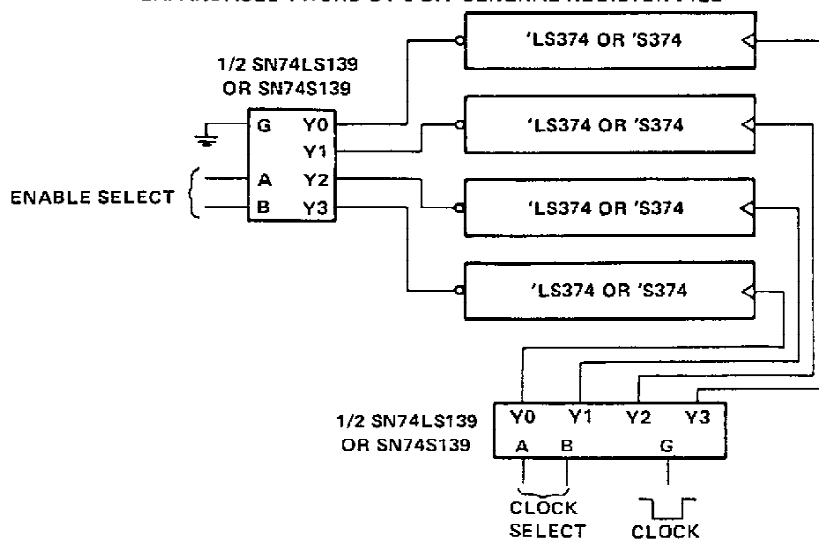 'LS374 OR 'S374
1/2 SN74LS139
OR SN74S139
G Y0
Y1
A Y2
B Y3
ENABLE SELECT
'LS374 OR 'S374
'LS374 OR 'S374
'LS374 OR 'S374
1/2 SN74LS139
OR SN74S139
Y0 Y1 Y2 Y3
A B G
CLOCK
SELECT
CLOCK